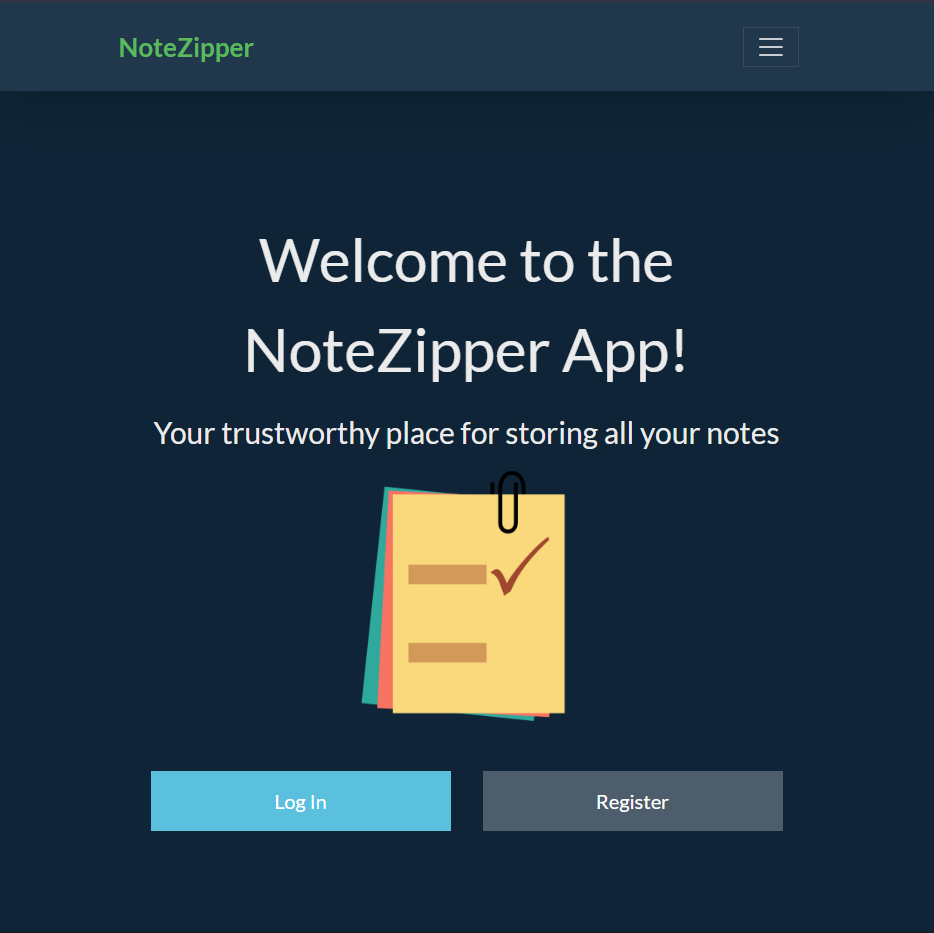 NoteZipper
Welcome to the
NoteZipper App!
Your trustworthy place for storing all your notes
Log In
Register